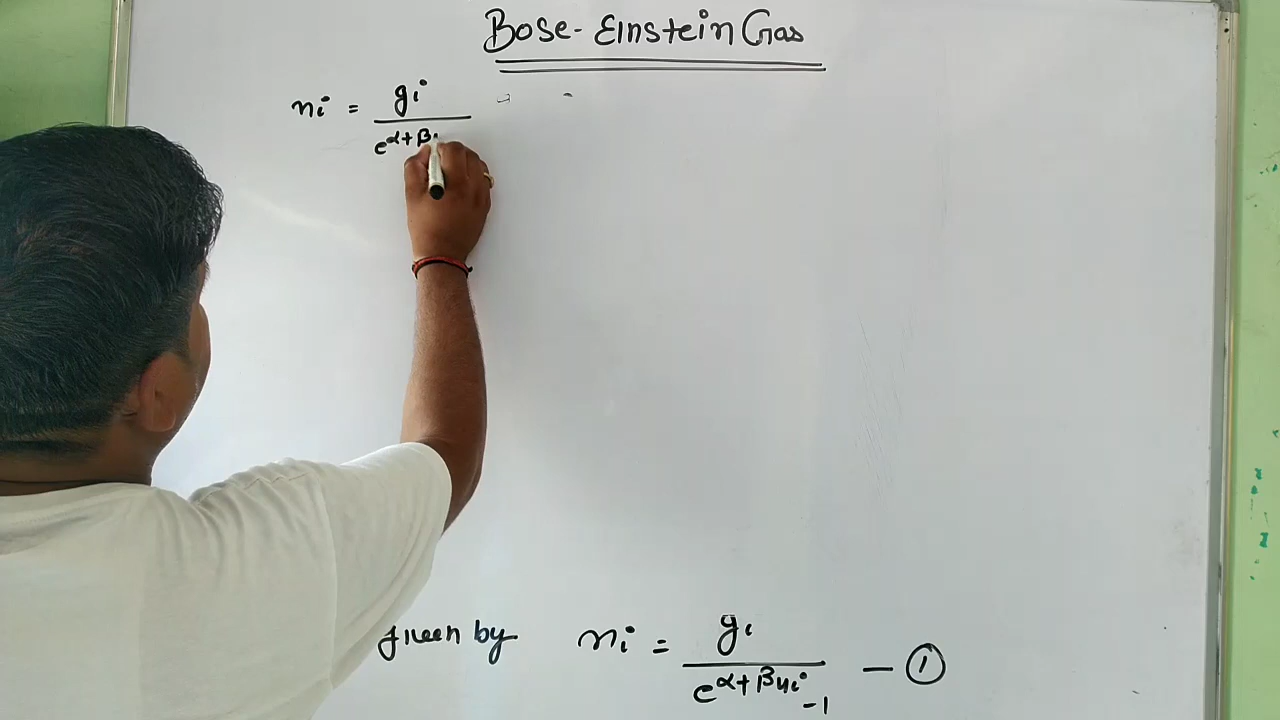 Bose-Einstein Gas
ni = gi / e^α+β
given by ni = gi / e^α+βui -1 — ①